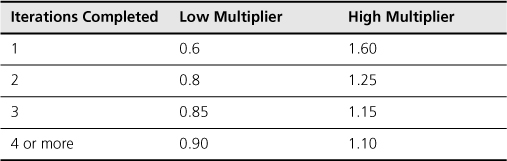 Iterations Completed Low Multiplier High Multiplier
1 0.6 1.60
2 0.8 1.25
3 0.85 1.15
4 or more 0.90 1.10